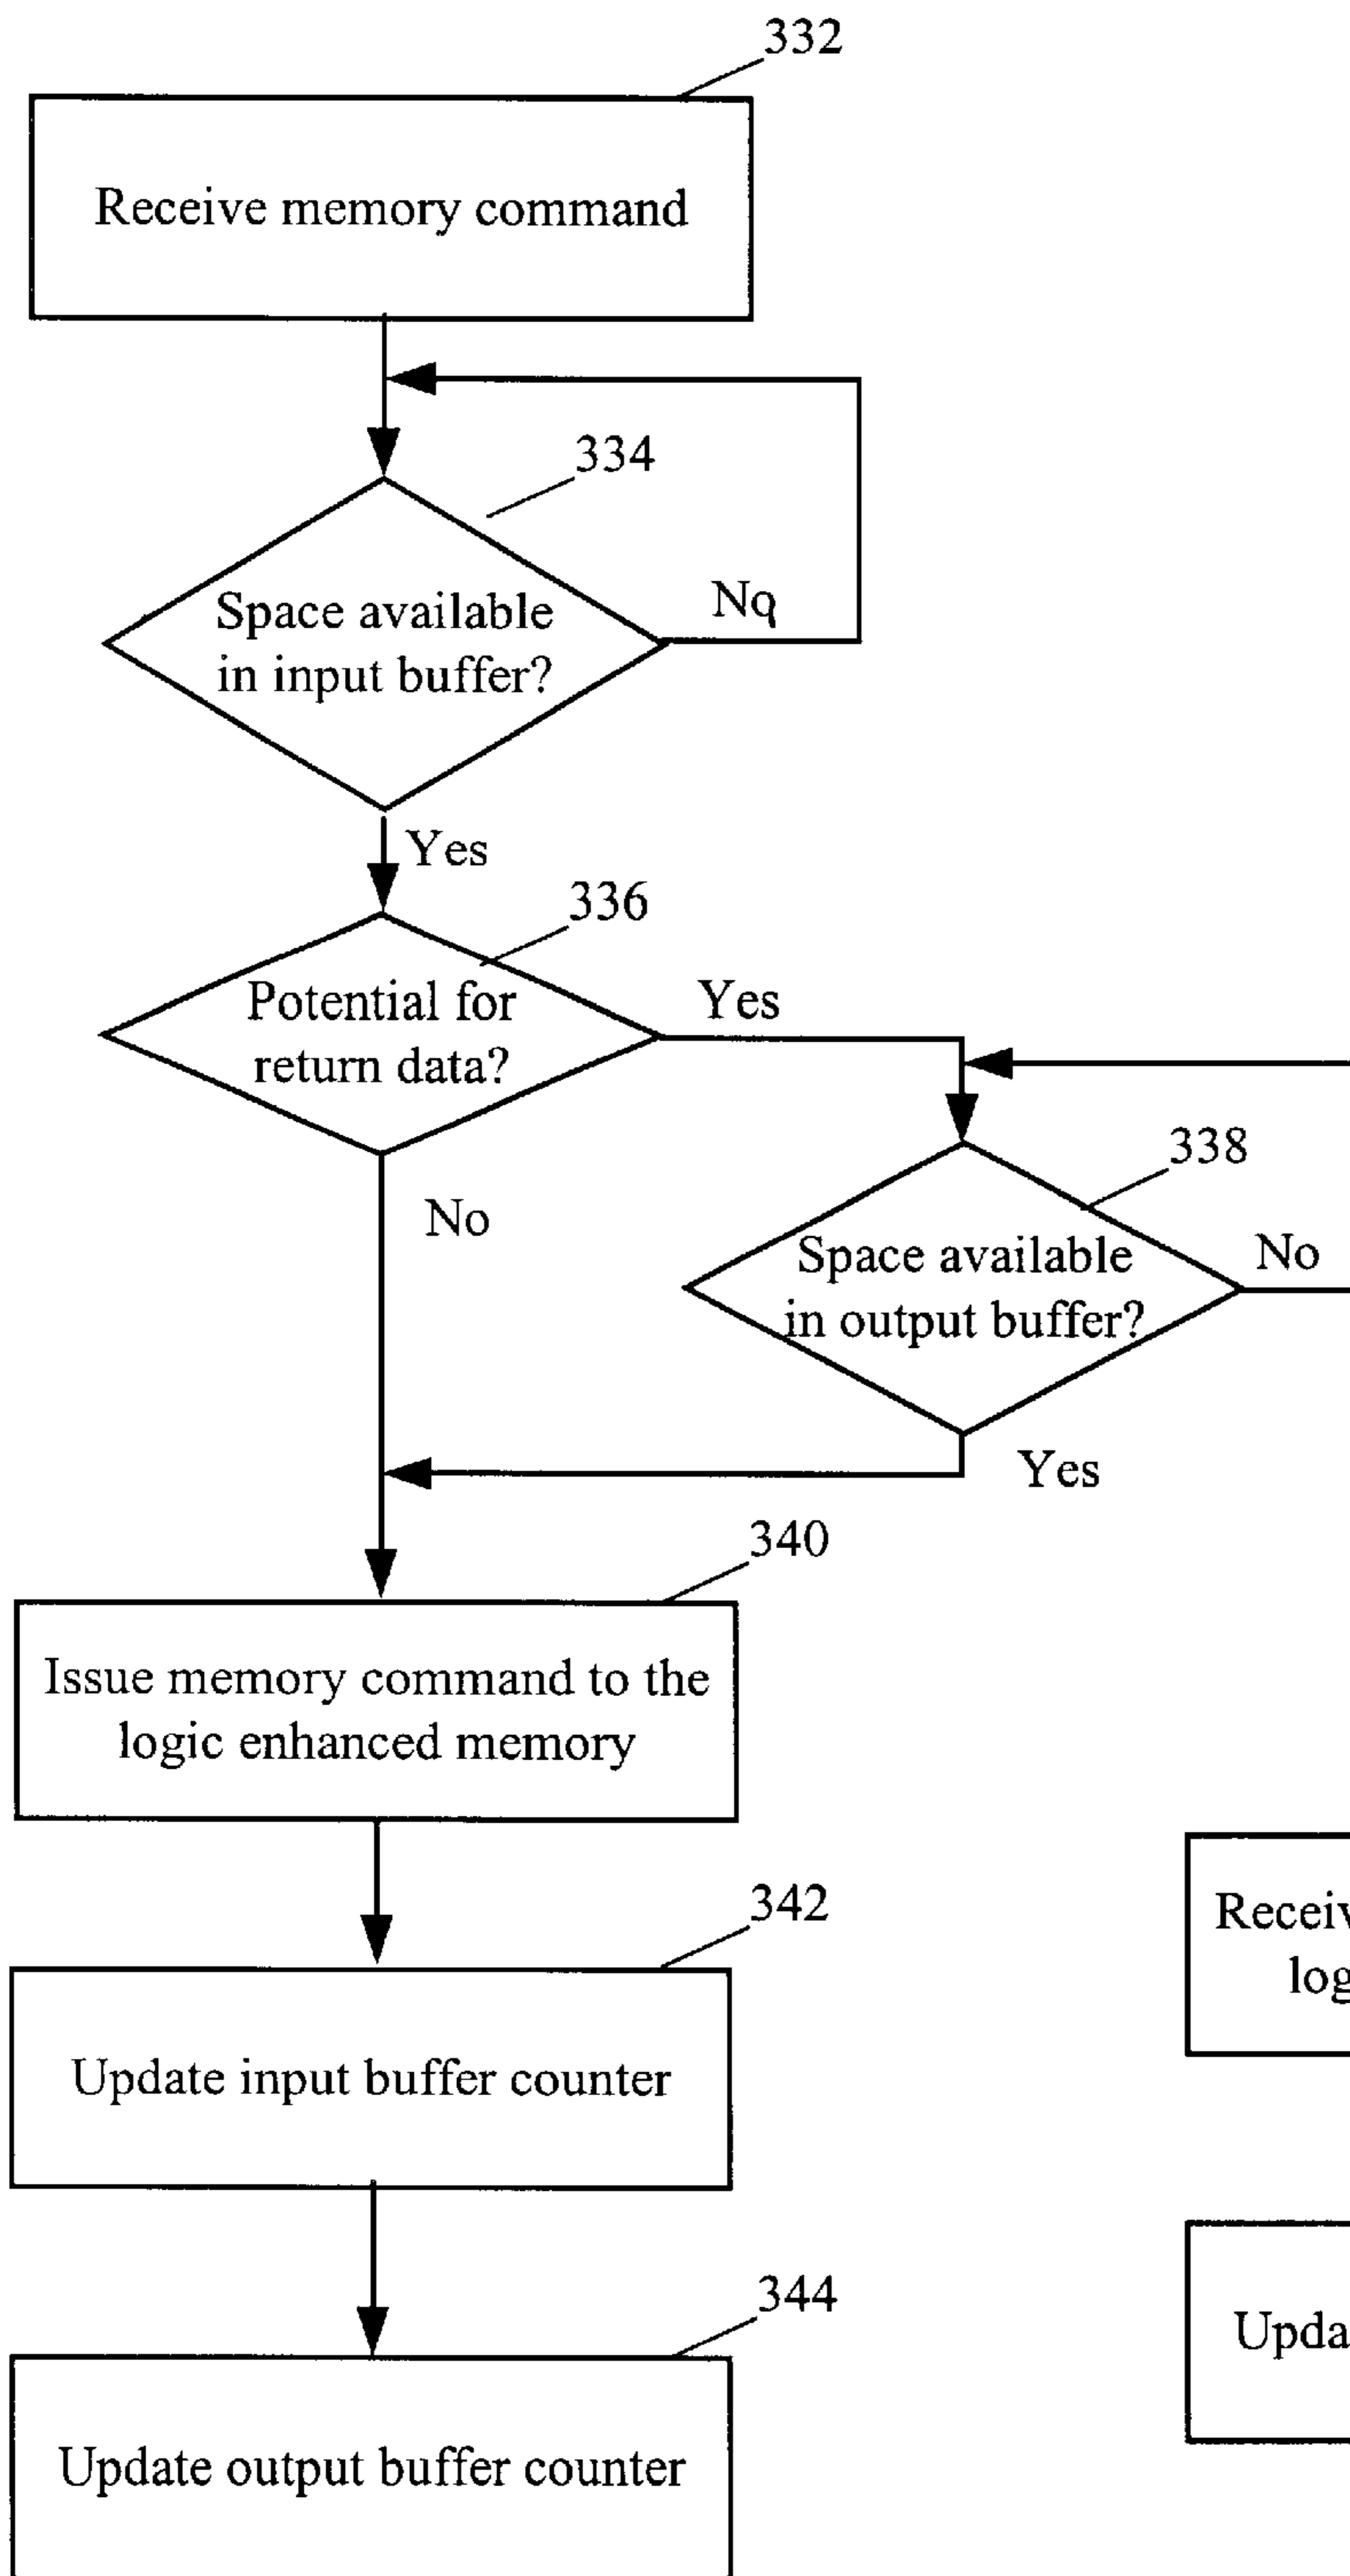 332
Receive memory command
334
Space available
in input buffer?
No
Yes
336
Potential for
return data?
Yes
338
No
Space available
in output buffer?
No
Yes
340
Issue memory command to the
logic enhanced memory
342
Update input buffer counter
344
Update output buffer counter